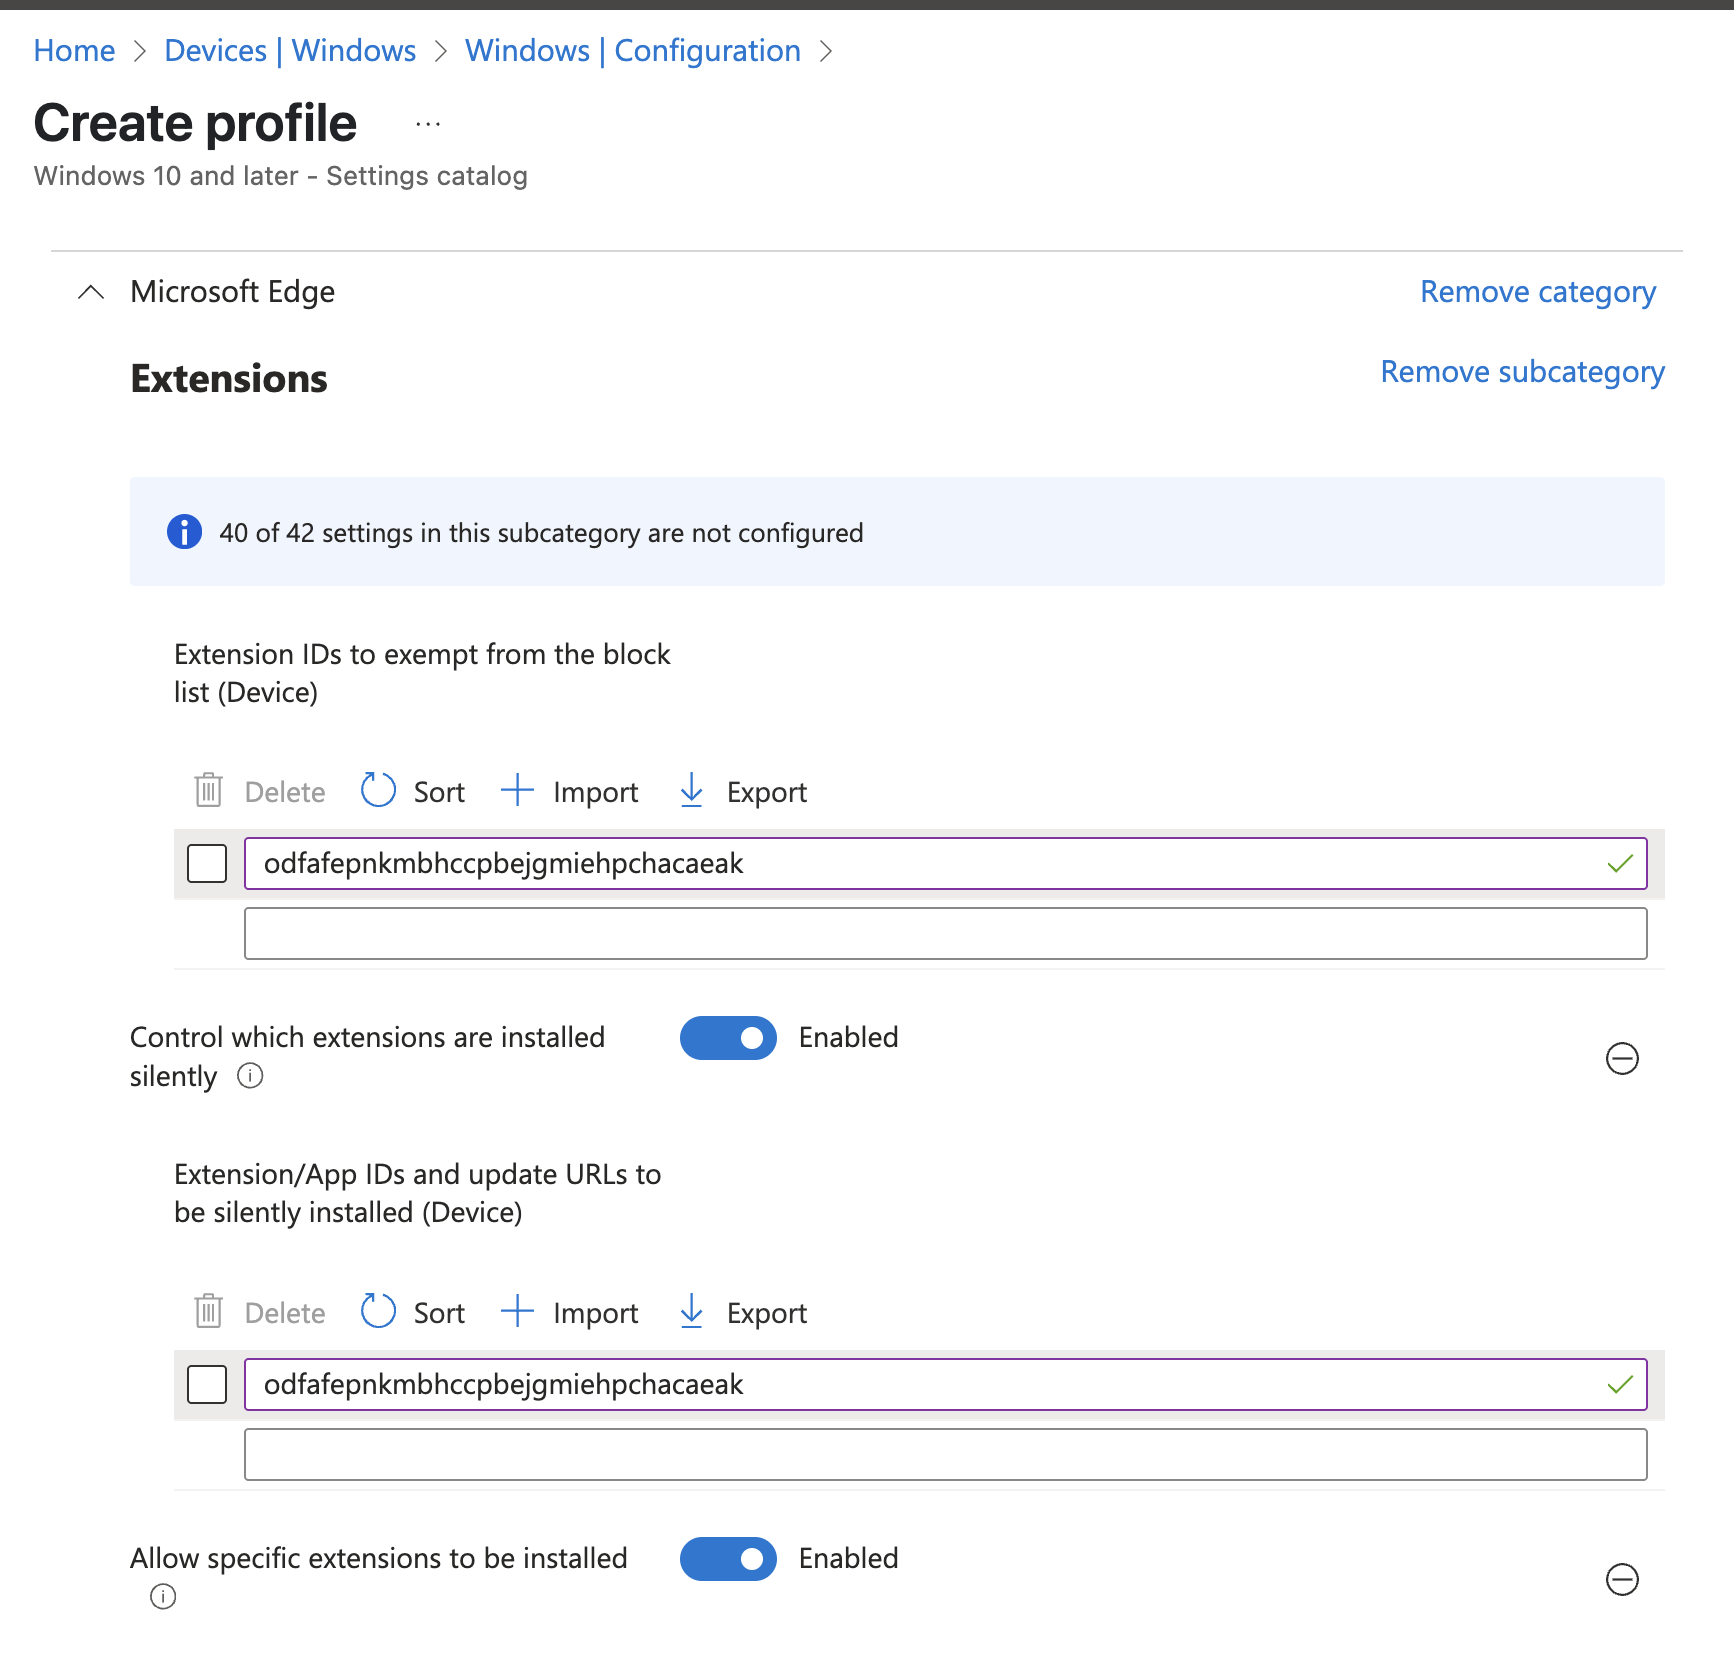 Home > Devices | Windows > Windows | Configuration >
Create profile ...
Windows 10 and later - Settings catalog
Microsoft Edge
Remove category
Extensions
Remove subcategory
40 of 42 settings in this subcategory are not configured
Extension IDs to exempt from the block
list (Device)
Delete Sort Import Export
odfafepnkmbhccpbejgmiehpchacaeak
Control which extensions are installed
silently
Enabled
Extension/App IDs and update URLs to
be silently installed (Device)
Delete Sort Import Export
odfafepnkmbhccpbejgmiehpchacaeak
Allow specific extensions to be installed
Enabled